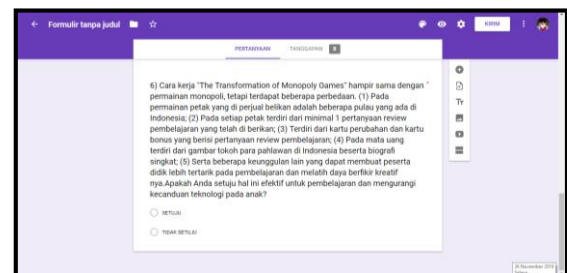 Formulir tanpa judul
KIRIM
PERTANYAAN TANGGAPAN
6) Cara kerja "The Transformation of Monopoly Games" hampir sama dengan *
permainan monopoli, tetapi terdapat beberapa perbedaan. (1) Pada
permainan petak yang di perjual belikan adalah beberapa pulau yang ada di
Indonesia; (2) Pada setiap petak terdiri dari minimal 1 pertanyaan review
pembelajaran yang telah di berikan; (3) Terdiri dari kartu perubahan dan kartu
bonus yang berisi pertanyaan review pembelajaran; (4) Pada mata uang
terdiri dari gambar tokoh para pahlawan di Indonesia beserta biografi
singkat; (5) Serta beberapa keunggulan lain yang dapat membuat peserta
didik lebih tertarik pada pembelajaran dan melatih daya berfikir kreatif
nya.Apakah Anda setuju hal ini efektif untuk pembelajaran dan mengurangi
kecanduan teknologi pada anak?
SETUJU
TIDAK SETUJU
Tт